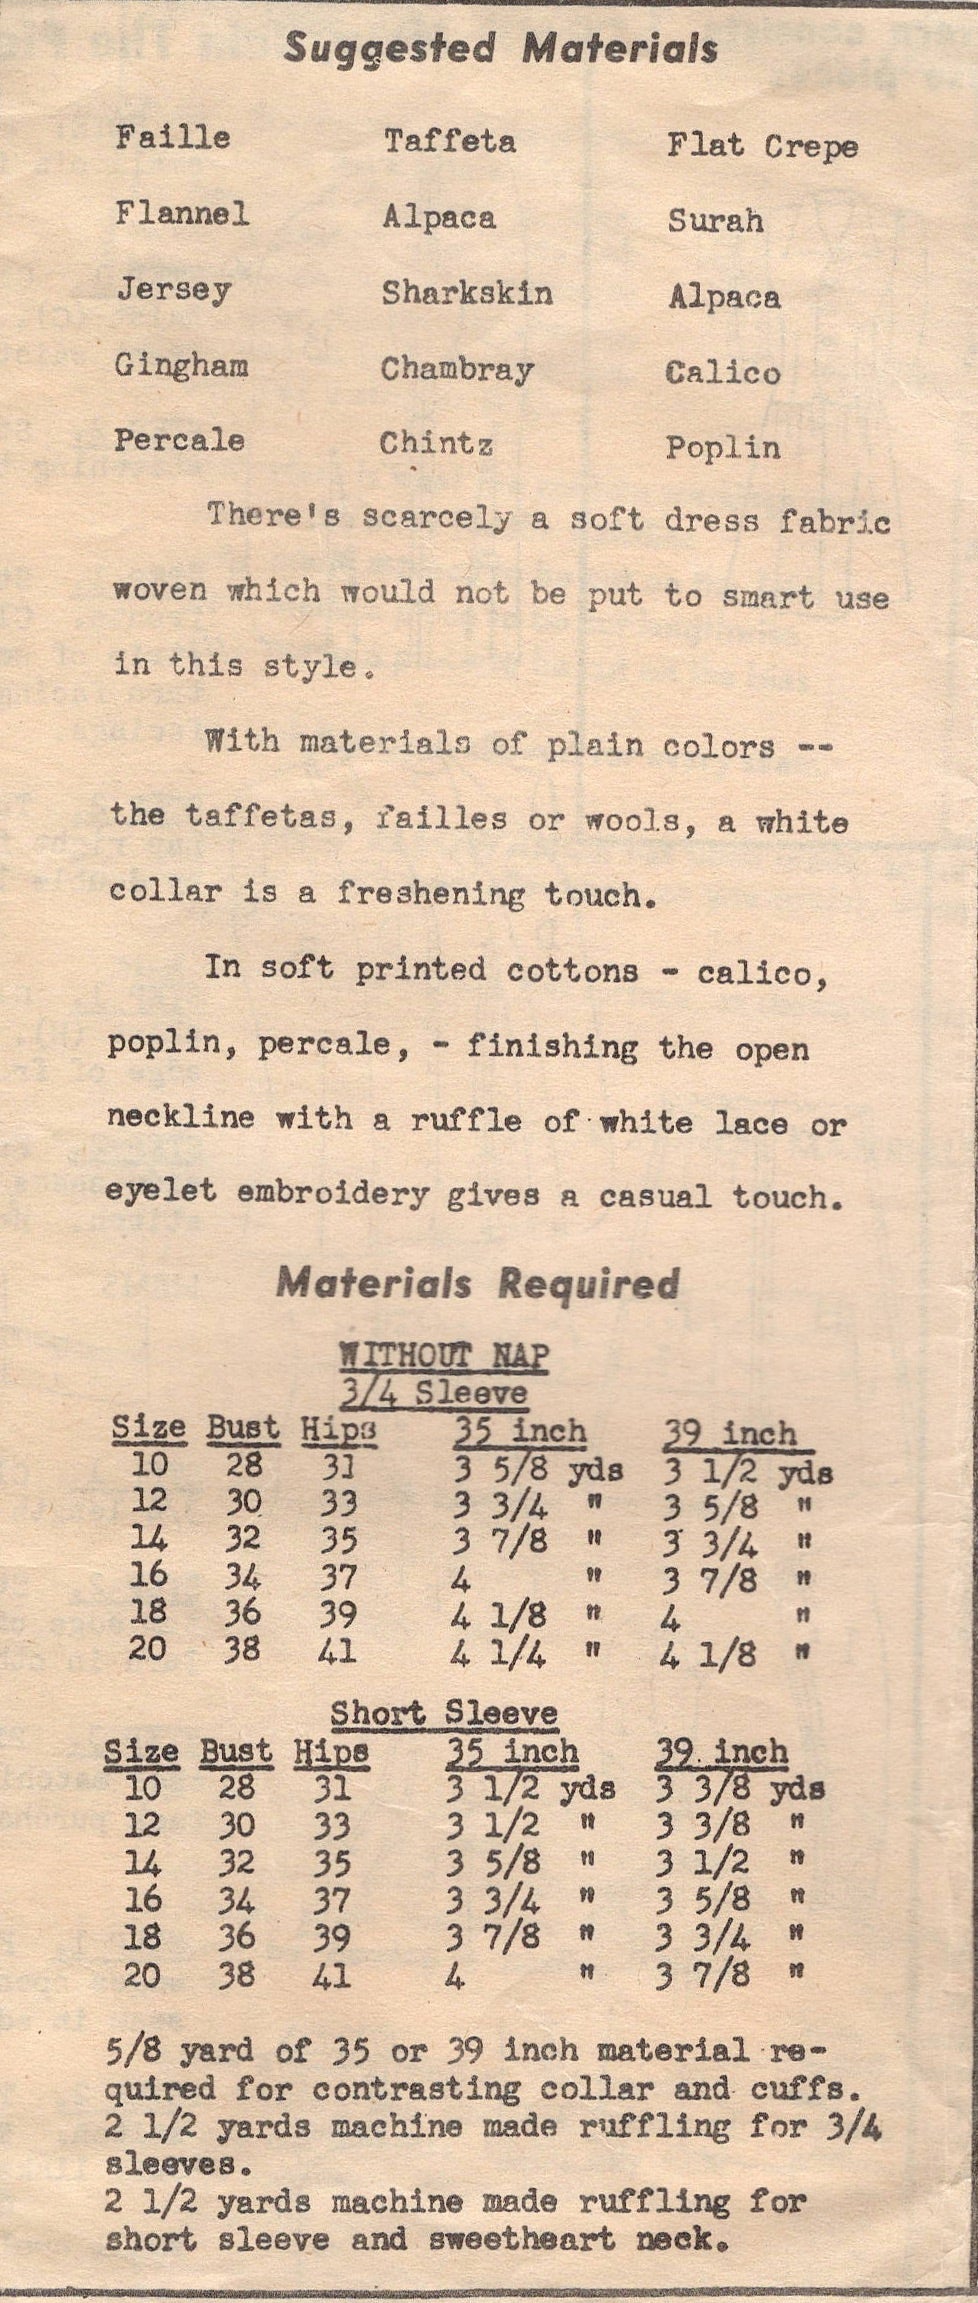 Suggested Materials
Faille Taffeta Flat Crepe
Flannel Alpaca Surah
Jersey Sharkskin Alpaca
Gingham Chambray Calico
Percale Chintz Poplin
There's scarcely a soft dress fabric
woven which would not be put to smart use
in this style.
With materials of plain colors --
the taffetas, failles or wools, a white
collar is a freshening touch.
In soft printed cottons - calico,
poplin, percale, - finishing the open
neckline with a ruffle of white lace or
eyelet embroidery gives a casual touch.
Materials Required
WITHOUT NAP
3/4 Sleeve
Size Bust Hips 35 inch 39 inch
10 28 31 3 5/8 yds 3 1/2 yds
12 30 33 3 3/4 " 3 5/8 "
14 32 35 3 7/8 " 3 3/4 "
16 34 37 4 " 3 7/8 "
18 36 39 4 1/8 " 4 "
20 38 41 4 1/4 " 4 1/8 "
Short Sleeve
Size Bust Hips 35 inch 39 inch
10 28 31 3 1/2 yds 3 3/8 yds
12 30 33 3 1/2 " 3 3/8 "
14 32 35 3 5/8 " 3 1/2 "
16 34 37 3 3/4 " 3 5/8 "
18 36 39 3 7/8 " 3 3/4 "
20 38 41 4 " 3 7/8 "
5/8 yard of 35 or 39 inch material re-
quired for contrasting collar and cuffs.
2 1/2 yards machine made ruffling for 3/4
sleeves.
2 1/2 yards machine made ruffling for
short sleeve and sweetheart neck.